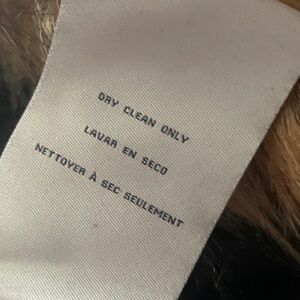 DRY CLEAN ONLY
LAVAR EN SECO
NETTOYER À SEC SEULEMENT